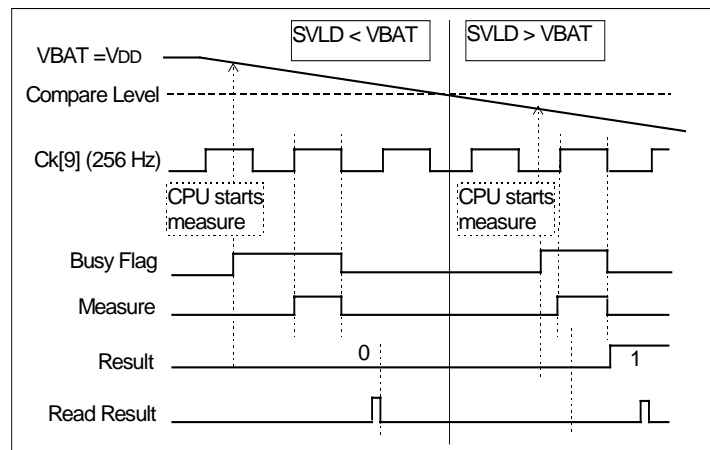 SVLD < VBAT
SVLD > VBAT
VBAT =VDD
Compare Level
Ck[9] (256 Hz)
CPU starts
measure
CPU starts
measure
Busy Flag
Measure
Result
0
1
Read Result